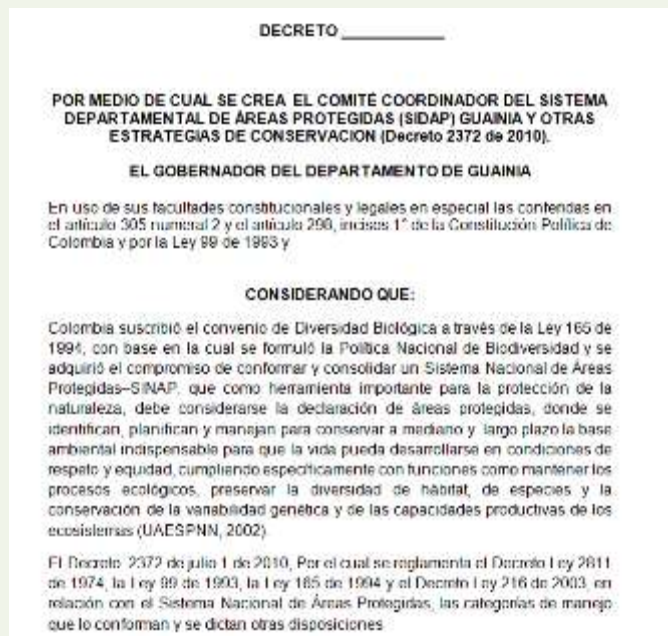 DECRETO ___________
POR MEDIO DE CUAL SE CREA EL COMITÉ COORDINADOR DEL SISTEMA
DEPARTAMENTAL DE ÁREAS PROTEGIDAS (SIDAP) GUAINIA Y OTRAS
ESTRATEGIAS DE CONSERVACION (Decreto 2372 de 2010).
EL GOBERNADOR DEL DEPARTAMENTO DE GUAINIA
En uso de sus facultades constitucionales y legales en especial las contenidas en
el artículo 305 numeral 2 y el artículo 298, incisos 1° de la Constitución Política de
Colombia y por la Ley 99 de 1993 y
CONSIDERANDO QUE:
Colombia suscribió el convenio de Diversidad Biológica a través de la Ley 165 de
1994, con base en la cual se formuló la Política Nacional de Biodiversidad y se
adquirió el compromiso de conformar y consolidar un Sistema Nacional de Áreas
Protegidas–SINAP, que como herramienta importante para la protección de la
naturaleza, debe considerarse la declaración de áreas protegidas, donde se
identifican, planifican y manejan para conservar a mediano y largo plazo la base
ambiental indispensable para que la vida pueda desarrollarse en condiciones de
respeto y equidad, cumpliendo específicamente con funciones como mantener los
procesos ecológicos, preservar la diversidad de hábitat, de especies y la
conservación de la variabilidad genética y de las capacidades productivas de los
ecosistemas (UAESPNN, 2002)
El Decreto 2372 de julio 1 de 2010, Por el cual se reglamenta el Decreto Ley 2811
de 1974, la Ley 99 de 1993, la Ley 165 de 1994 y el Decreto Ley 216 de 2003, en
relación con el Sistema Nacional de Áreas Protegidas, las categorías de manejo
que lo conforman y se dictan otras disposiciones